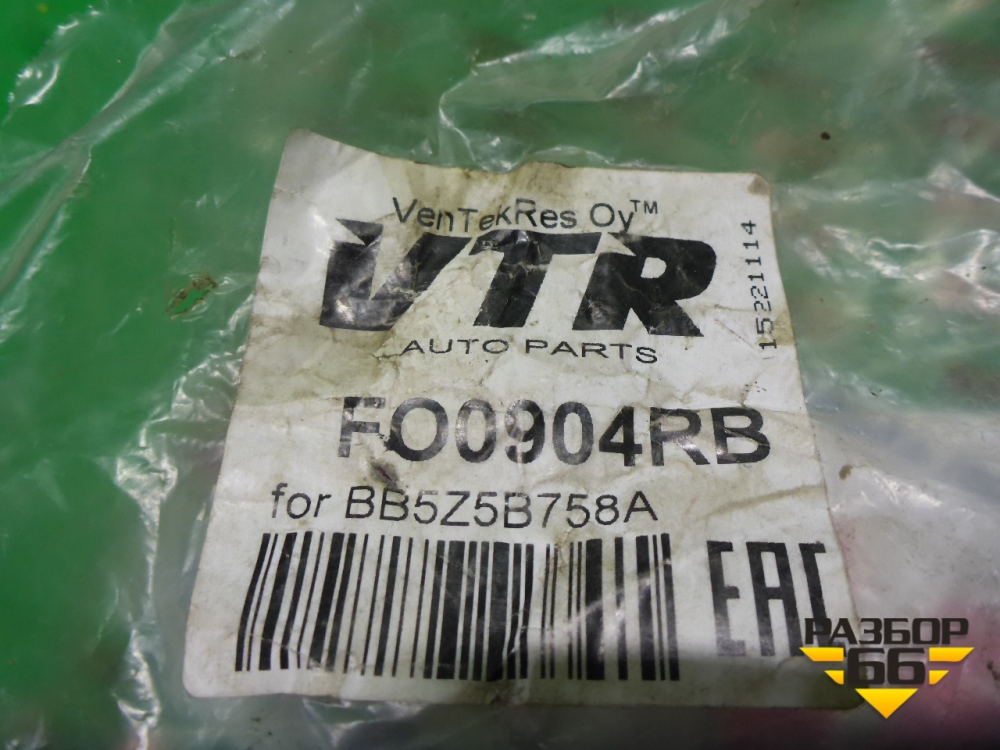 VenTekRes Oy™
VTR
AUTO PARTS
15221114
FO0904RB
for BB5Z5B758A
EAC
РАЗБОР
66